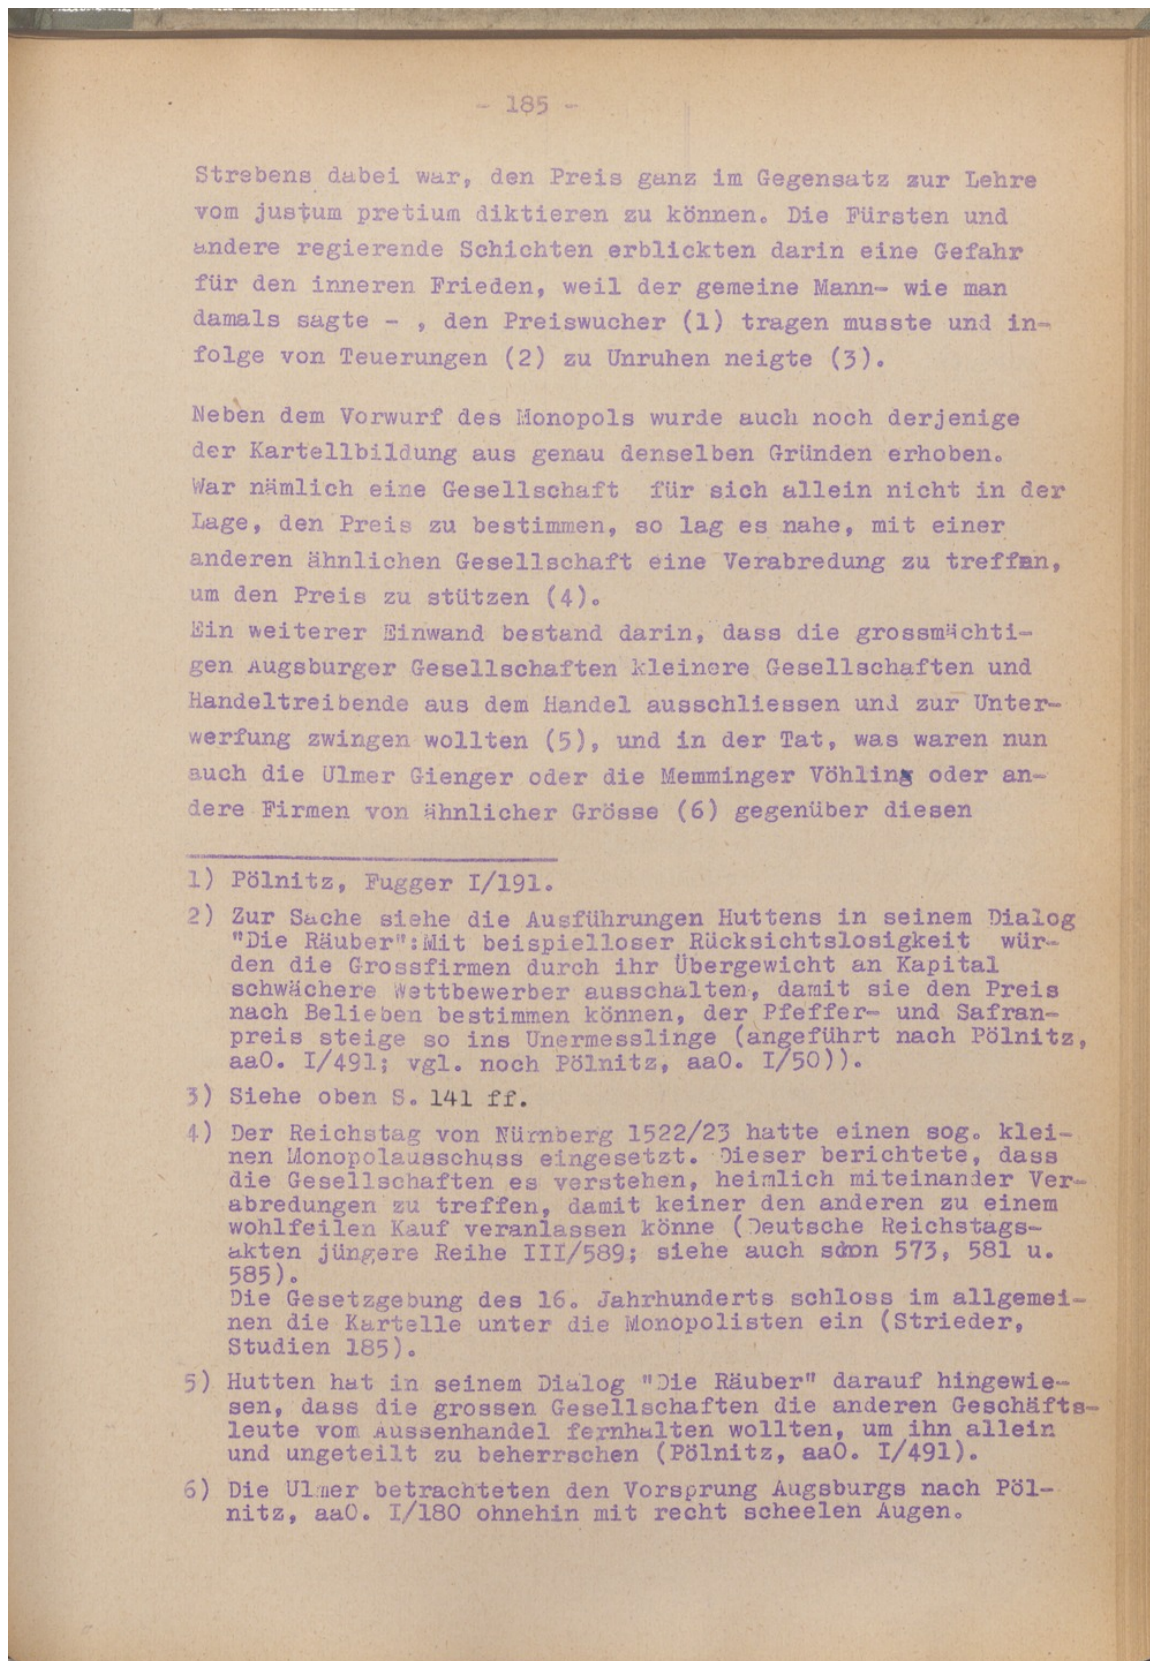 - 185 -
Strebens dabei war, den Preis ganz im Gegensatz zur Lehre
vom justum pretium diktieren zu können. Die Fürsten und
andere regierende Schichten erblickten darin eine Gefahr
für den inneren Frieden, weil der gemeine Mann- wie man
damals sagte - , den Preiswucher (1) tragen musste und in-
folge von Teuerungen (2) zu Unruhen neigte (3).
Neben dem Vorwurf des Monopols wurde auch noch derjenige
der Kartellbildung aus genau denselben Gründen erhoben.
War nämlich eine Gesellschaft für sich allein nicht in der
Lage, den Preis zu bestimmen, so lag es nahe, mit einer
anderen ähnlichen Gesellschaft eine Verabredung zu treffen,
um den Preis zu stützen (4).
Ein weiterer Einwand bestand darin, dass die grossmächti-
gen Augsburger Gesellschaften kleinere Gesellschaften und
Handeltreibende aus dem Handel ausschliessen und zur Unter-
werfung zwingen wollten (5), und in der Tat, was waren nun
auch die Ulmer Gienger oder die Memminger Vöhlin oder an-
dere Firmen von ähnlicher Grösse (6) gegenüber diesen
1) Pölnitz, Fugger I/191.
2) Zur Sache siehe die Ausführungen Huttens in seinem Dialog
"Die Räuber":Mit beispielloser Rücksichtslosigkeit wür-
den die Grossfirmen durch ihr Übergewicht an Kapital
schwächere Wettbewerber ausschalten, damit sie den Preis
nach Belieben bestimmen können, der Pfeffer- und Safran-
preis steige so ins Unermesslinge (angeführt nach Pölnitz,
aaO. I/491; vgl. noch Pölnitz, aaO. I/50)).
3) Siehe oben S. 141 ff.
4) Der Reichstag von Nürnberg 1522/23 hatte einen sog. klei-
nen Monopolausschuss eingesetzt. Dieser berichtete, dass
die Gesellschaften es verstehen, heimlich miteinander Ver-
abredungen zu treffen, damit keiner den anderen zu einem
wohlfeilen Kauf veranlassen könne (Deutsche Reichstags-
akten jüngere Reihe III/589; siehe auch schon 573, 581 u.
585).
Die Gesetzgebung des 16. Jahrhunderts schloss im allgemei-
nen die Kartelle unter die Monopolisten ein (Strieder,
Studien 185).
5) Hutten hat in seinem Dialog "Die Räuber" darauf hingewie-
sen, dass die grossen Gesellschaften die anderen Geschäfts-
leute vom Aussenhandel fernhalten wollten, um ihn allein
und ungeteilt zu beherrschen (Pölnitz, aaO. I/491).
6) Die Ulmer betrachteten den Vorsprung Augsburgs nach Pöl-
nitz, aaO. I/180 ohnehin mit recht scheelen Augen.